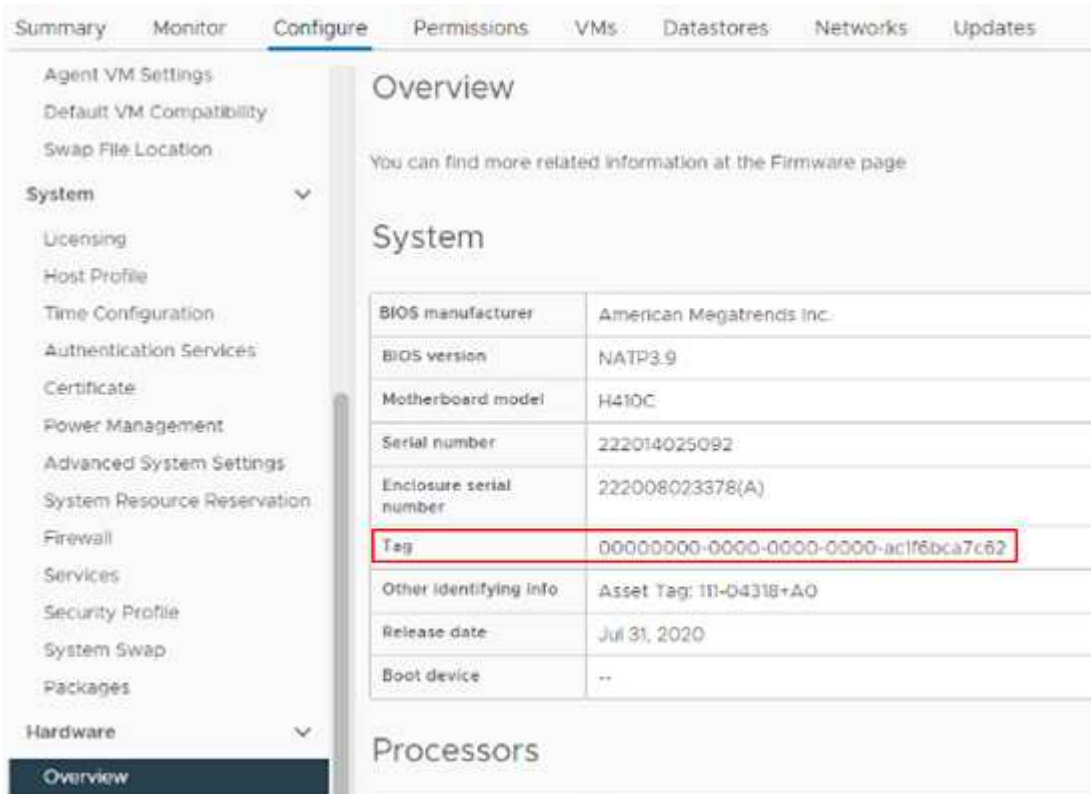 Summary Monitor Configure Permissions VMs Datastores Networks Updates
Agent VM Settings
Default VM Compatibility
Swap File Location
System
Licensing
Host Profile
Time Configuration
Authentication Services
Certificate
Power Management
Advanced System Settings
System Resource Reservation
Firewall
Services
Security Profile
System Swap
Packages
Hardware
Overview
Overview
You can find more related information at the Firmware page
System
BIOS manufacturer American Megatrends Inc.
BIOS version NATP3.9
Motherboard model H410C
Serial number 222014025092
Enclosure serial
number 222008023378(A)
Tag 00000000-0000-0000-0000-ac1f6bca7c62
Other identifying info Asset Tag: 111-04318+A0
Release date Jul 31, 2020
Boot device --
Processors